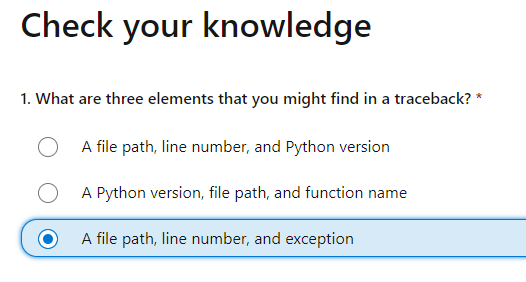 Check your knowledge
1. What are three elements that you might find in a traceback? *
A file path, line number, and Python version
A Python version, file path, and function name
A file path, line number, and exception